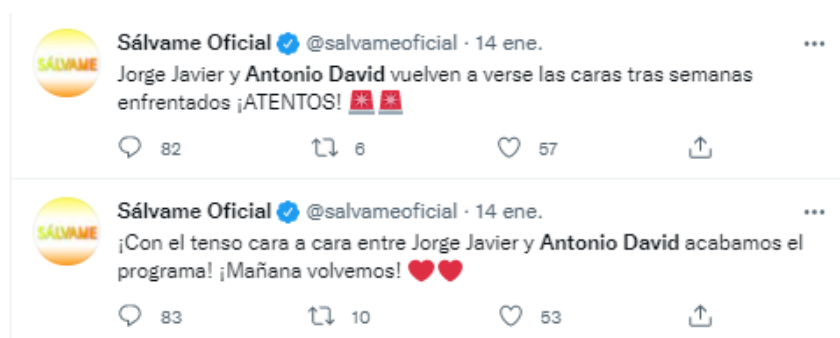 SÁLVAME
Sálvame Oficial @salvameoficial · 14 ene.
Jorge Javier y Antonio David vuelven a verse las caras tras semanas
enfrentados ¡ATENTOS! 🚨🚨
82 6 57
SÁLVAME
Sálvame Oficial @salvameoficial · 14 ene.
¡Con el tenso cara a cara entre Jorge Javier y Antonio David acabamos el
programa! ¡Mañana volvemos! ❤️❤️
83 10 53